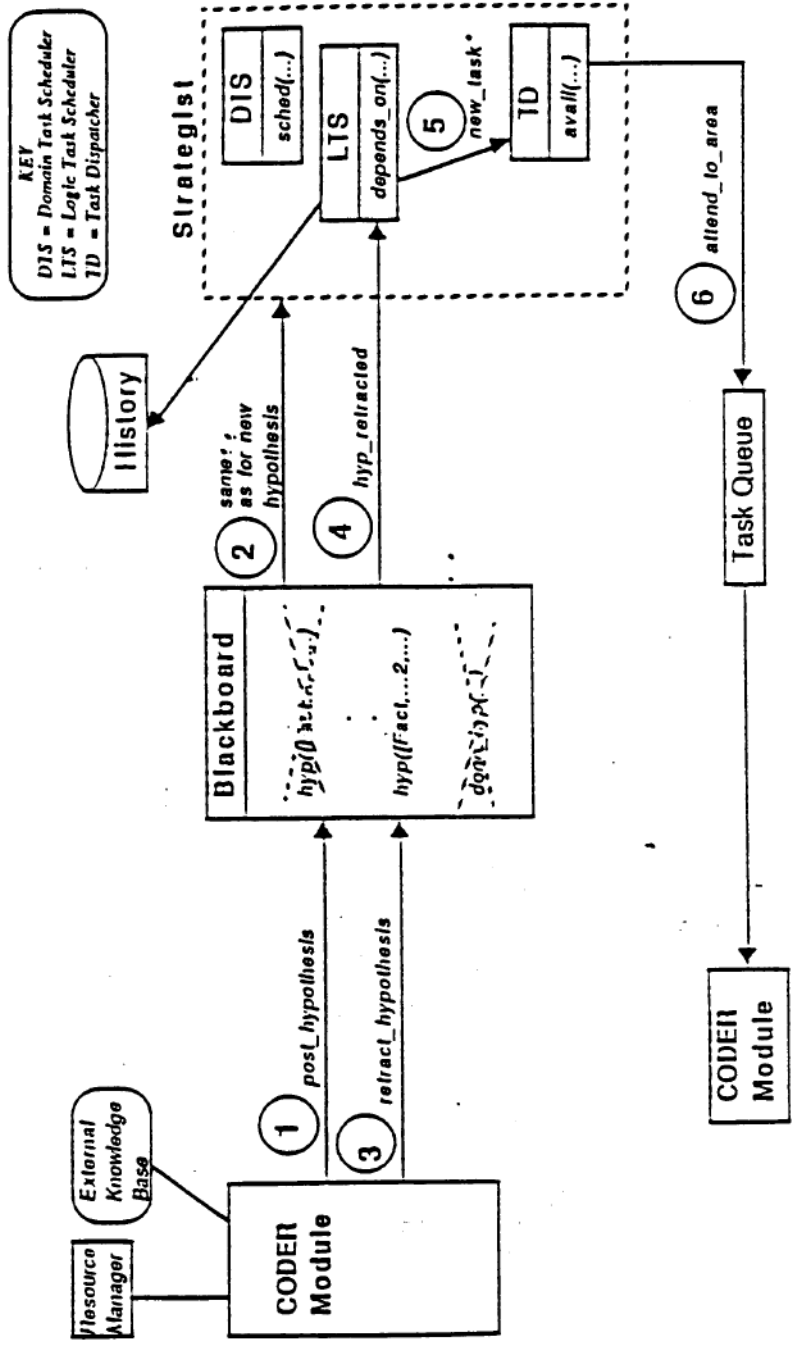 KEY
DTS = Domain Task Scheduler
LTS = Logic Task Scheduler
TD = Task Dispatcher
Strategist
DIS
sched(...)
LTS
depends_on(...)
5
new_task*
TD
avail(...)
History
2
same
as for new
hypothesis
4
hyp_retracted
6
attend_to_area
Blackboard
hyp([Fact,...2,...)
Task Queue
1
post_hypothesis
3
retract_hypothesis
External
Knowledge
Base
Resource
Manager
CODER
Module
CODER
Module